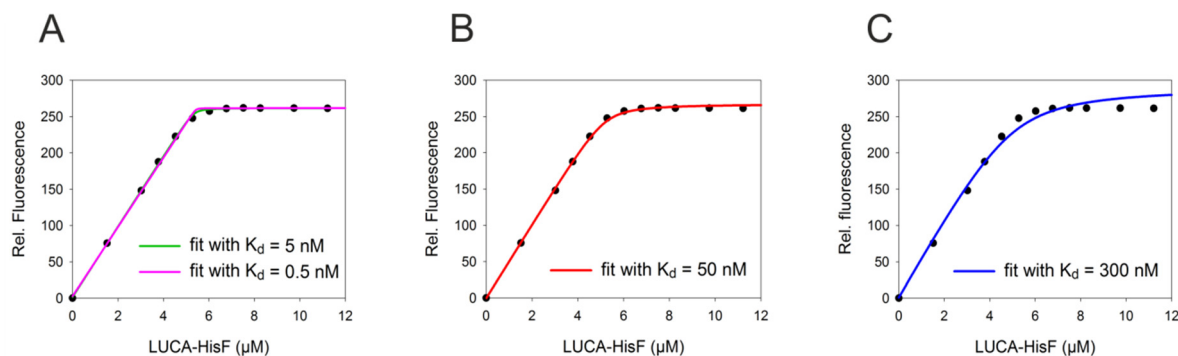 A
Rel. Fluorescence
300
250
200
150
100
50
0
fit with Kd = 5 nM
fit with Kd = 0.5 nM
0 2 4 6 8 10 12
LUCA-HisF (µM)
B
Rel. Fluorescence
300
250
200
150
100
50
0
fit with Kd = 50 nM
0 2 4 6 8 10 12
LUCA-HisF (µM)
C
Rel. fluorescence
300
250
200
150
100
50
0
fit with Kd = 300 nM
0 2 4 6 8 10 12
LUCA-HisF (µM)